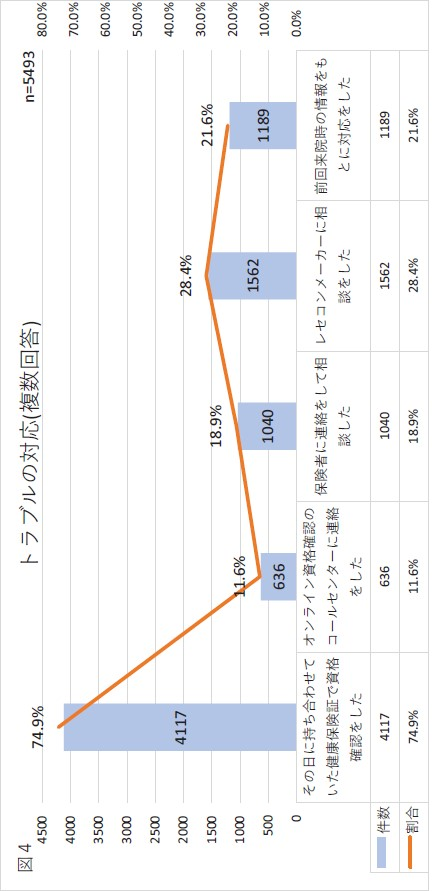 図 4
トラブルの対応(複数回答)
n=5493
4500
4000
3500
3000
2500
2000
1500
1000
500
0
80.0%
70.0%
60.0%
50.0%
40.0%
30.0%
20.0%
10.0%
0.0%
74.9%
11.6%
18.9%
28.4%
21.6%
4117
636
1040
1562
1189
その日に持ち合わせて
いた健康保険証で資格
確認をした
オンライン資格確認の
コールセンターに連絡
をした
保険者に連絡をして相
談した
レセコンメーカーに相
談をした
前回来院時の情報をも
とに対応をした
件数 4117 636 1040 1562 1189
割合 74.9% 11.6% 18.9% 28.4% 21.6%